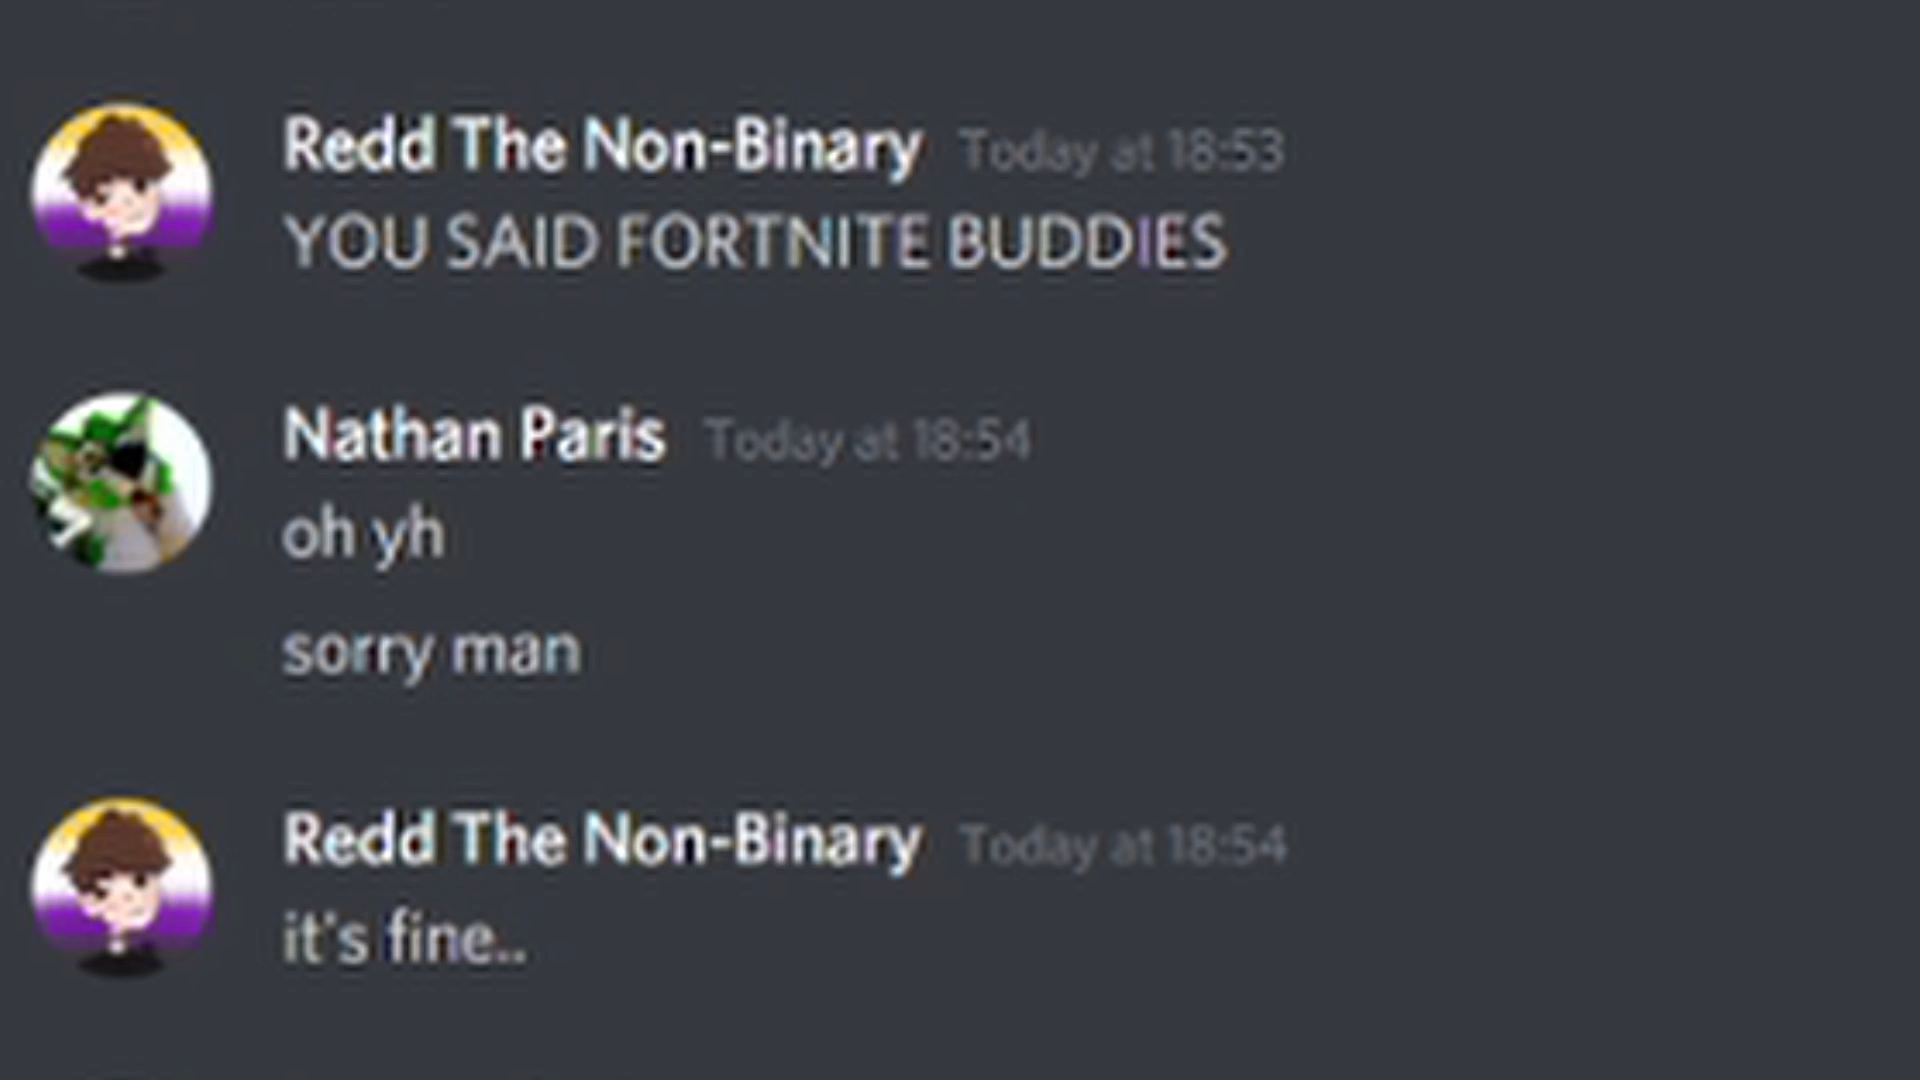 Redd The Non-Binary Today at 18:53
YOU SAID FORTNITE BUDDIES
Nathan Paris Today at 18:54
oh yh
sorry man
Redd The Non-Binary Today at 18:54
it's fine..